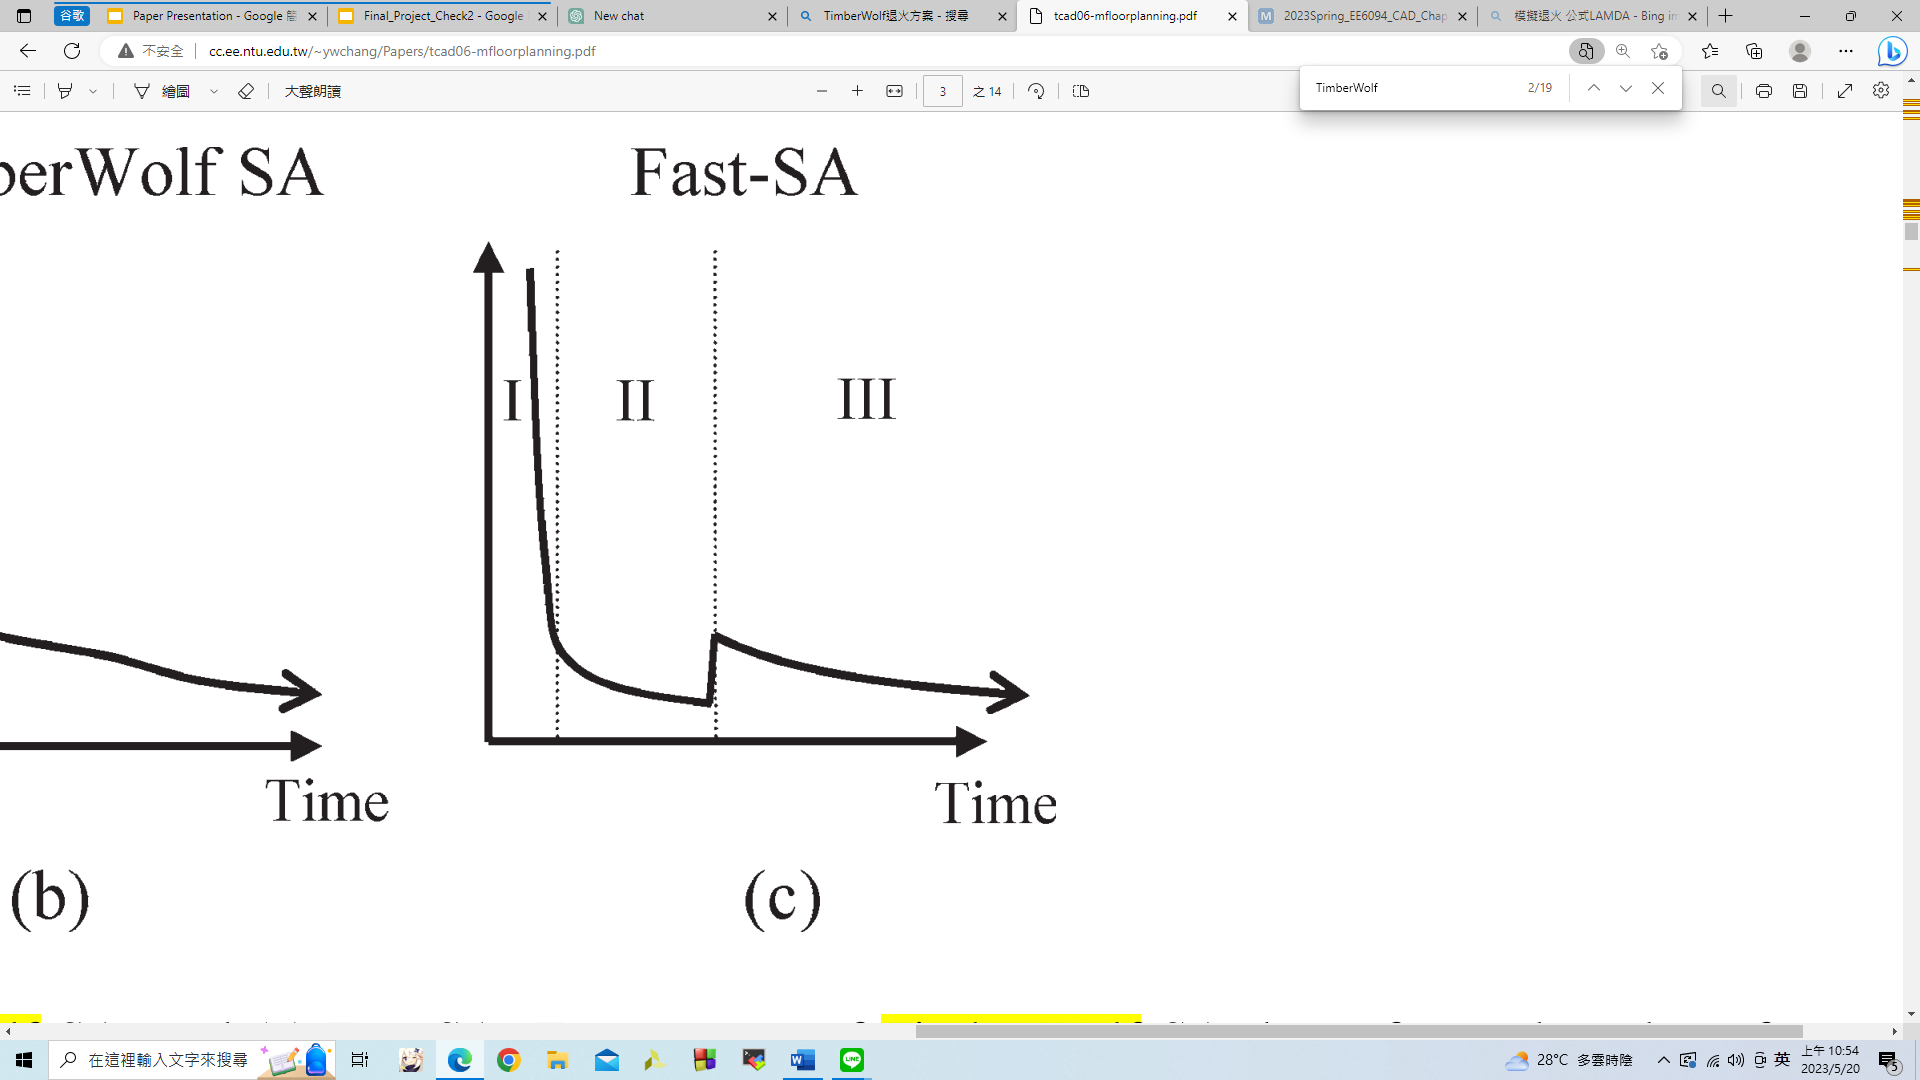 谷歌
Paper Presentation - Google 簡
Final_Project_Check2 - Google
New chat
TimberWolf退火方案 - 搜尋
tcad06-mfloorplanning.pdf
2023Spring_EE6094_CAD_Chap
模擬退火 公式LAMDA - Bing im
不安全
cc.ee.ntu.edu.tw/~ywchang/Papers/tcad06-mfloorplanning.pdf
繪圖
大聲朗讀
3
之 14
TimberWolf
2/19
berWolf SA
Fast-SA
I
II
III
Time
Time
(b)
(c)
在這裡輸入文字來搜尋
28°C 多雲時陰
英
上午 10:54
2023/5/20
5